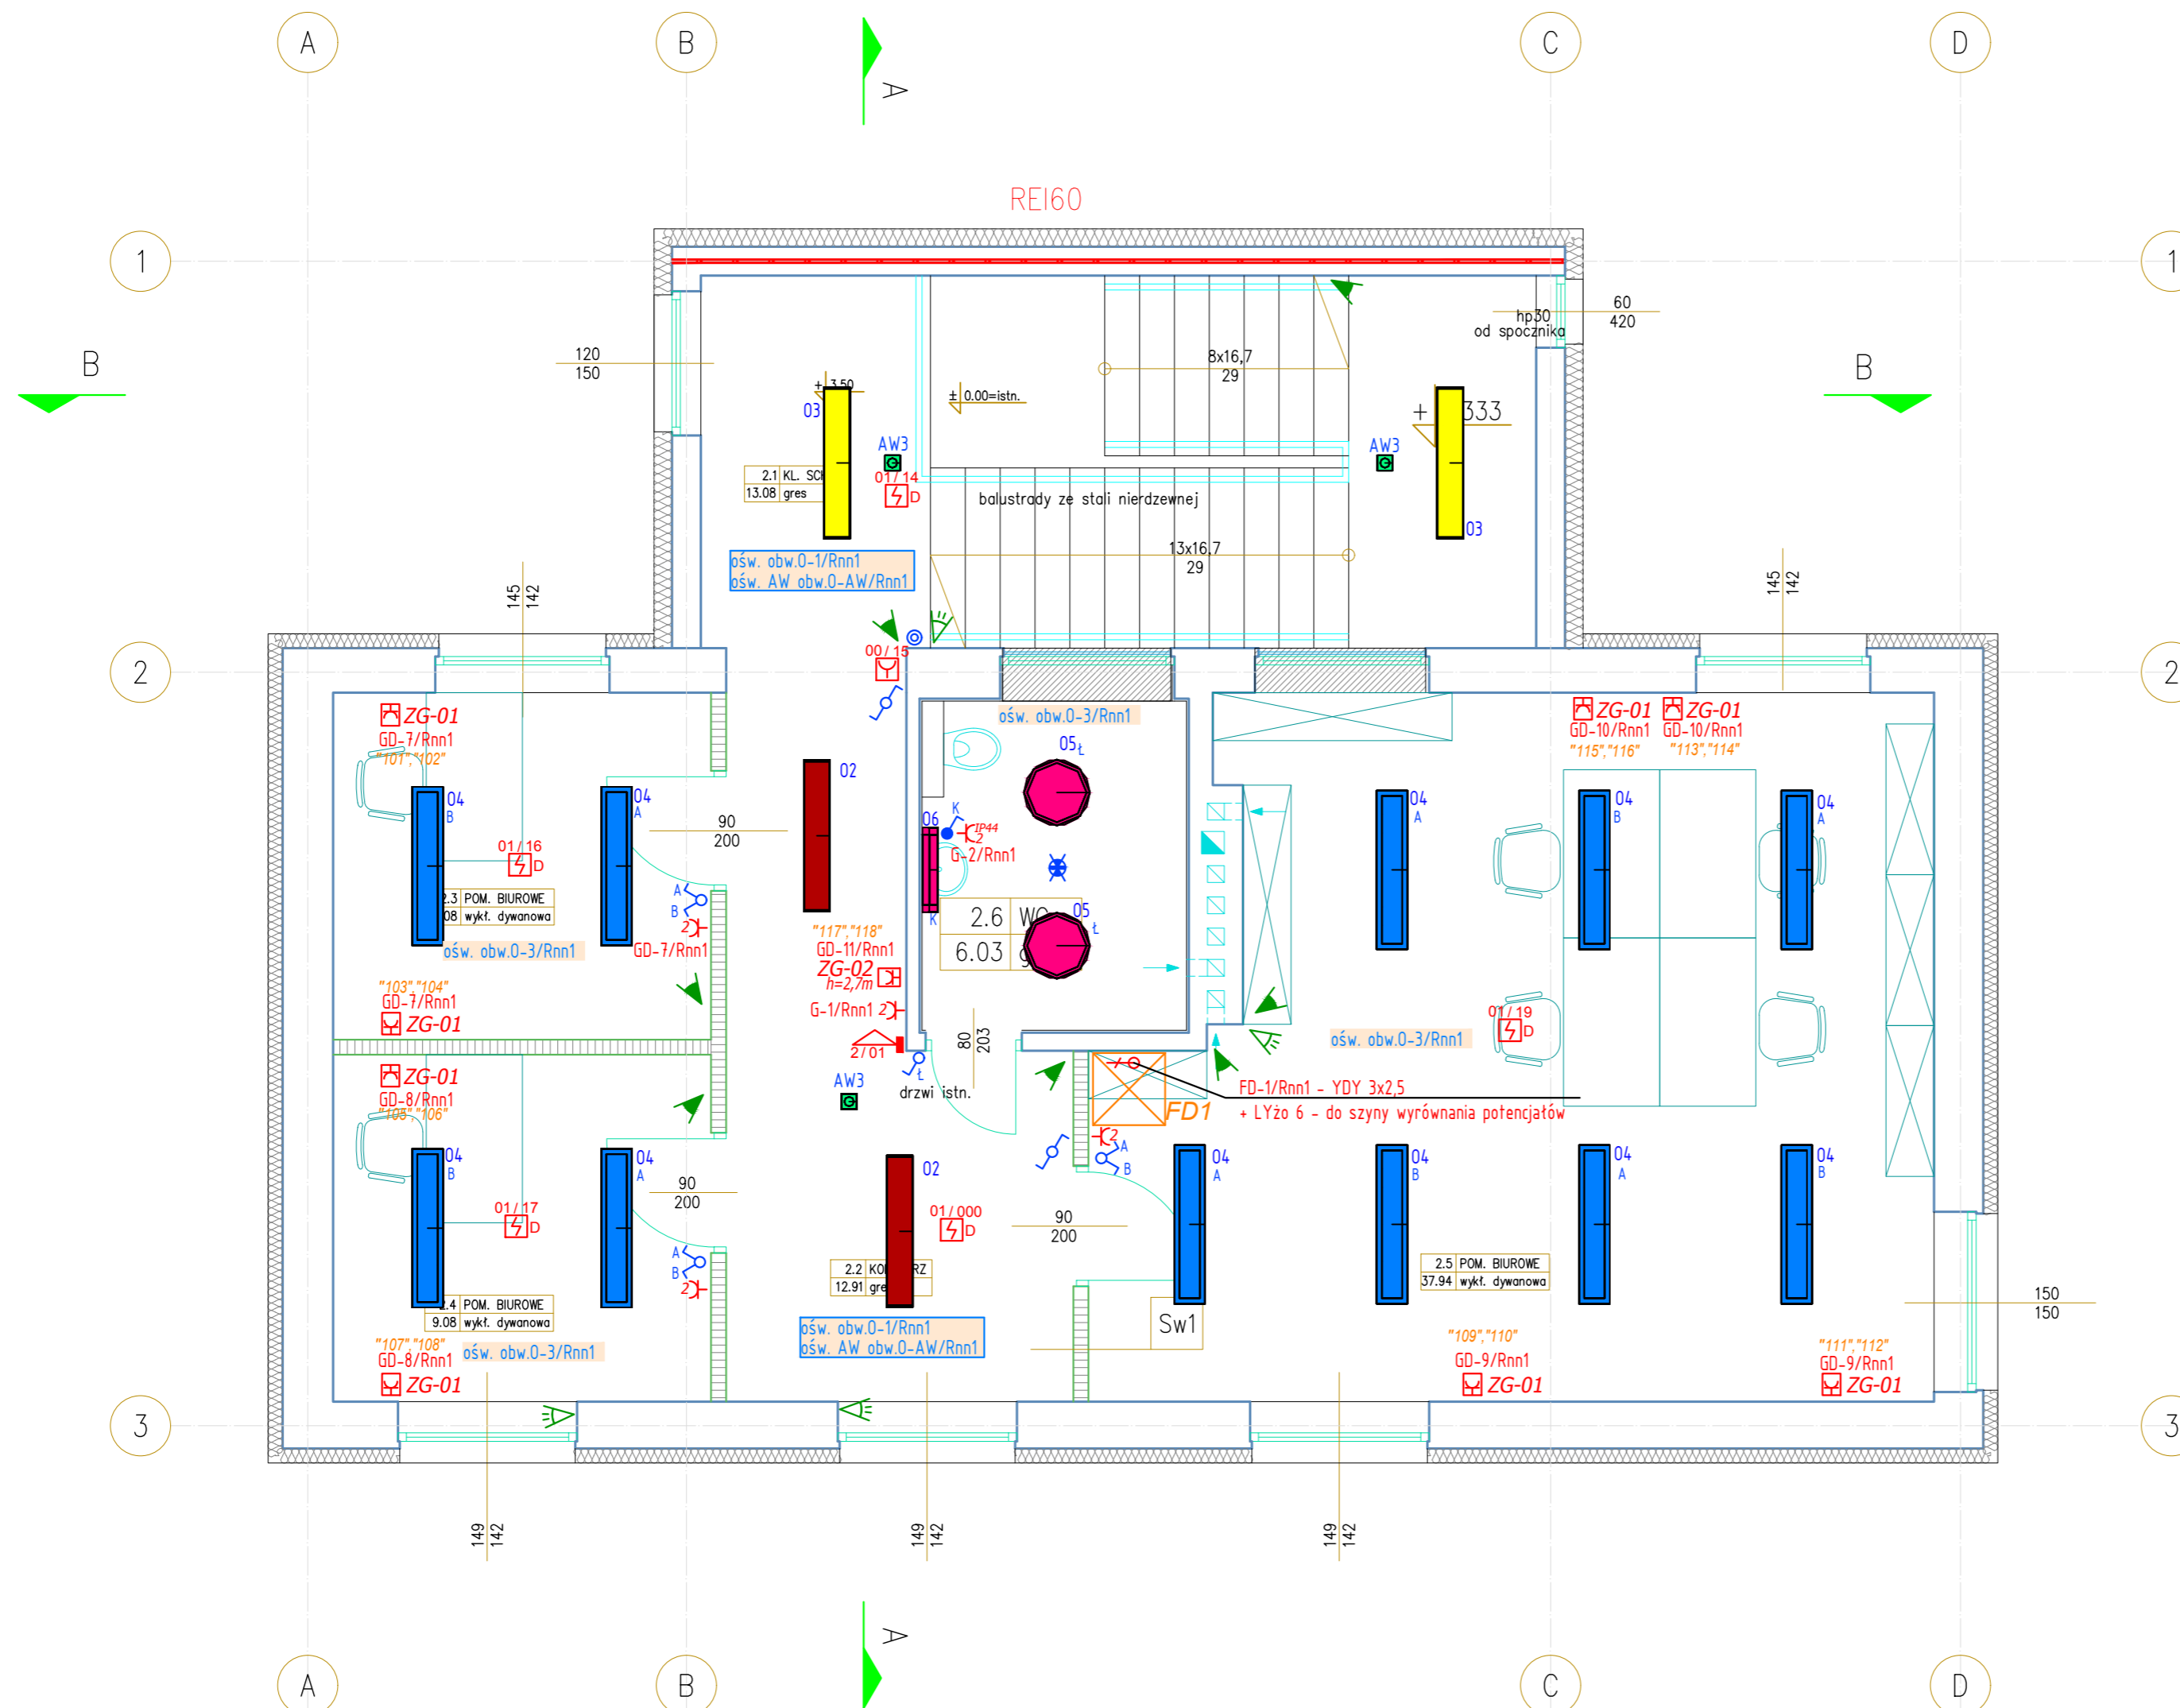 A
B
C
D
A
REI60
1
1
hp30
od spocznika
60
420
120
150
B
B
8x16,7
29
± 0.00=istn.
+ 3.50
03
333
+
AW3
AW3
2.1 KL.
13.08 gres
01/14
D
balustrady ze stali nierdzewnej
03
13x16,7
29
ośw. obw.O-1/Rnn1
ośw. AW obw.O-AW/Rnn1
145
142
145
142
2
00/15
2
ZG-01
GD-7/Rnn1
"101","102"
ośw. obw.O-3/Rnn1
ZG-01
ZG-01
GD-10/Rnn1
GD-10/Rnn1
"115","116"
"113","114"
05
Ł
02
04
B
04
A
04
A
04
B
04
A
90
200
06
K
IP44
2
G-2/Rnn1
01/16
D
2.3 POM. BIUROWE
08 wykł. dywanowa
A
B
2
GD-7/Rnn1
ośw. obw.O-3/Rnn1
K
2.6
6.03
05
Ł
"117","118"
GD-11/Rnn1
ZG-02
h=2,7m
G-1/Rnn1 2
"103","104"
GD-7/Rnn1
ZG-01
80
203
01/19
D
ośw. obw.O-3/Rnn1
2/01
Ł
ZG-01
GD-8/Rnn1
"105","106"
AW3
drzwi istn.
FD-1/Rnn1 - YDY 3x2,5
+ LYżo 6 - do szyny wyrównania potencjałów
FD1
2
A
B
04
B
04
A
02
04
A
04
B
04
A
04
B
90
200
01/17
D
01/000
D
90
200
A
B
2
2.2
12.91
2.5 POM. BIUROWE
37.94 wykł. dywanowa
2.4 POM. BIUROWE
9.08 wykł. dywanowa
150
150
Sw1
ośw. obw.O-1/Rnn1
ośw. AW obw.O-AW/Rnn1
"107","108"
GD-8/Rnn1
ZG-01
ośw. obw.O-3/Rnn1
"109","110"
GD-9/Rnn1
ZG-01
"111","112"
GD-9/Rnn1
ZG-01
3
3
149
142
149
142
149
142
A
A
B
C
D